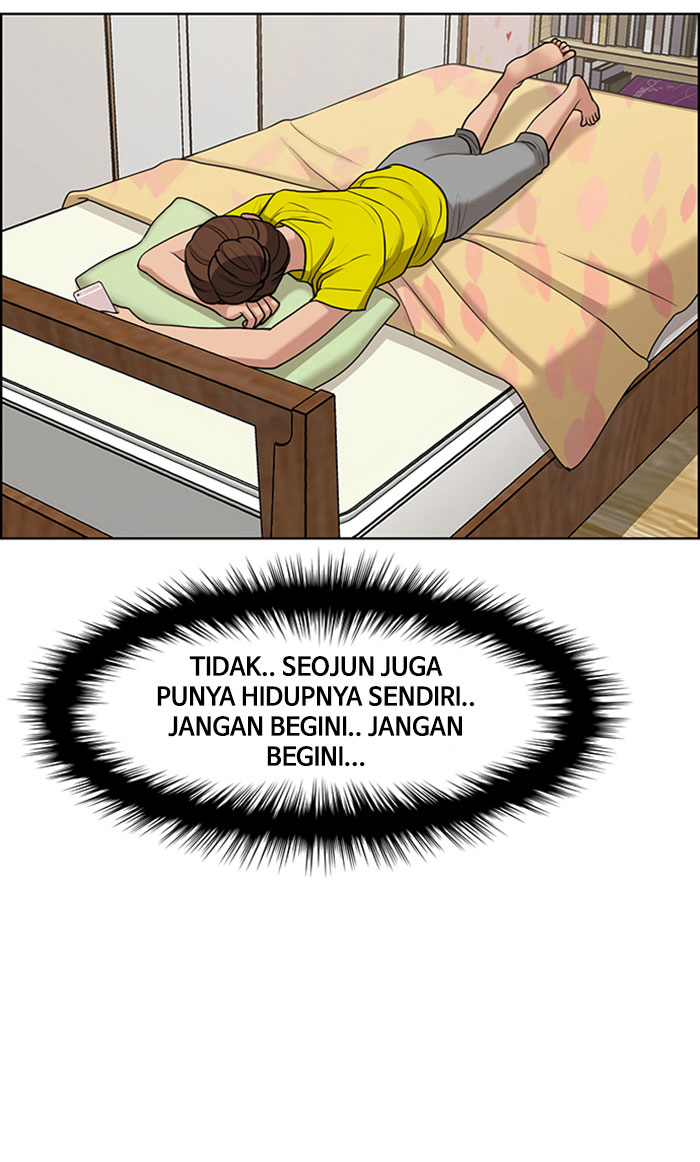 TIDAK.. SEOJUN JUGA
PUNYA HIDUPNYA SENDIRI..
JANGAN BEGINI.. JANGAN
BEGINI...